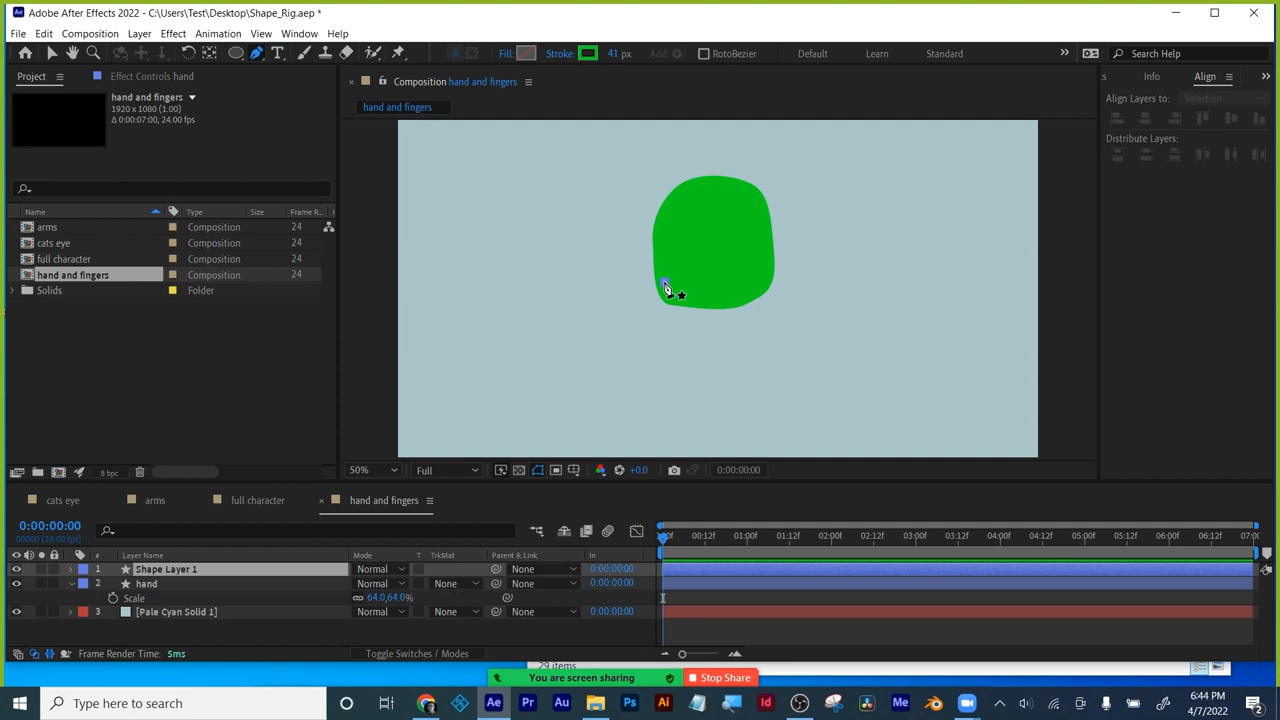 Ae Adobe After Effects 2022 - C:\Users\Test\Desktop\Shape_Rig.aep *
File Edit Composition Layer Effect Animation View Window Help
Fill: Stroke: 41 px Add: RotoBezier Default Learn Standard Search Help
Project Effect Controls hand
Composition hand and fingers
Info Align
hand and fingers
1920 x 1080 (1.00)
Δ 0:00:07:00, 24.00 fps
hand and fingers
Align Layers to: Selection
Distribute Layers:
Name Type Size Frame R...
arms Composition 24
cats eye Composition 24
full character Composition 24
hand and fingers Composition 24
Solids Folder
8 bpc
50% Full +0.0 0:00:00:00
cats eye arms full character hand and fingers
0:00:00:00
00000 (24.00 fps)
00:12f 01:00f 01:12f 02:00f 02:12f 03:00f 03:12f 04:00f 04:12f 05:00f 05:12f 06:00f 06:12f
# Layer Name Mode T TrkMat Parent & Link In
1 Shape Layer 1 Normal None 0:00:00:00
2 hand Normal None None 0:00:00:00
Scale 64.0,64.0%
3 [Pale Cyan Solid 1] Normal None None 0:00:00:00
Frame Render Time: 5ms Toggle Switches / Modes
29 items
You are screen sharing Stop Share
Type here to search
Ae Pr Au Ps Ai Id Me
6:44 PM
4/7/2022
2